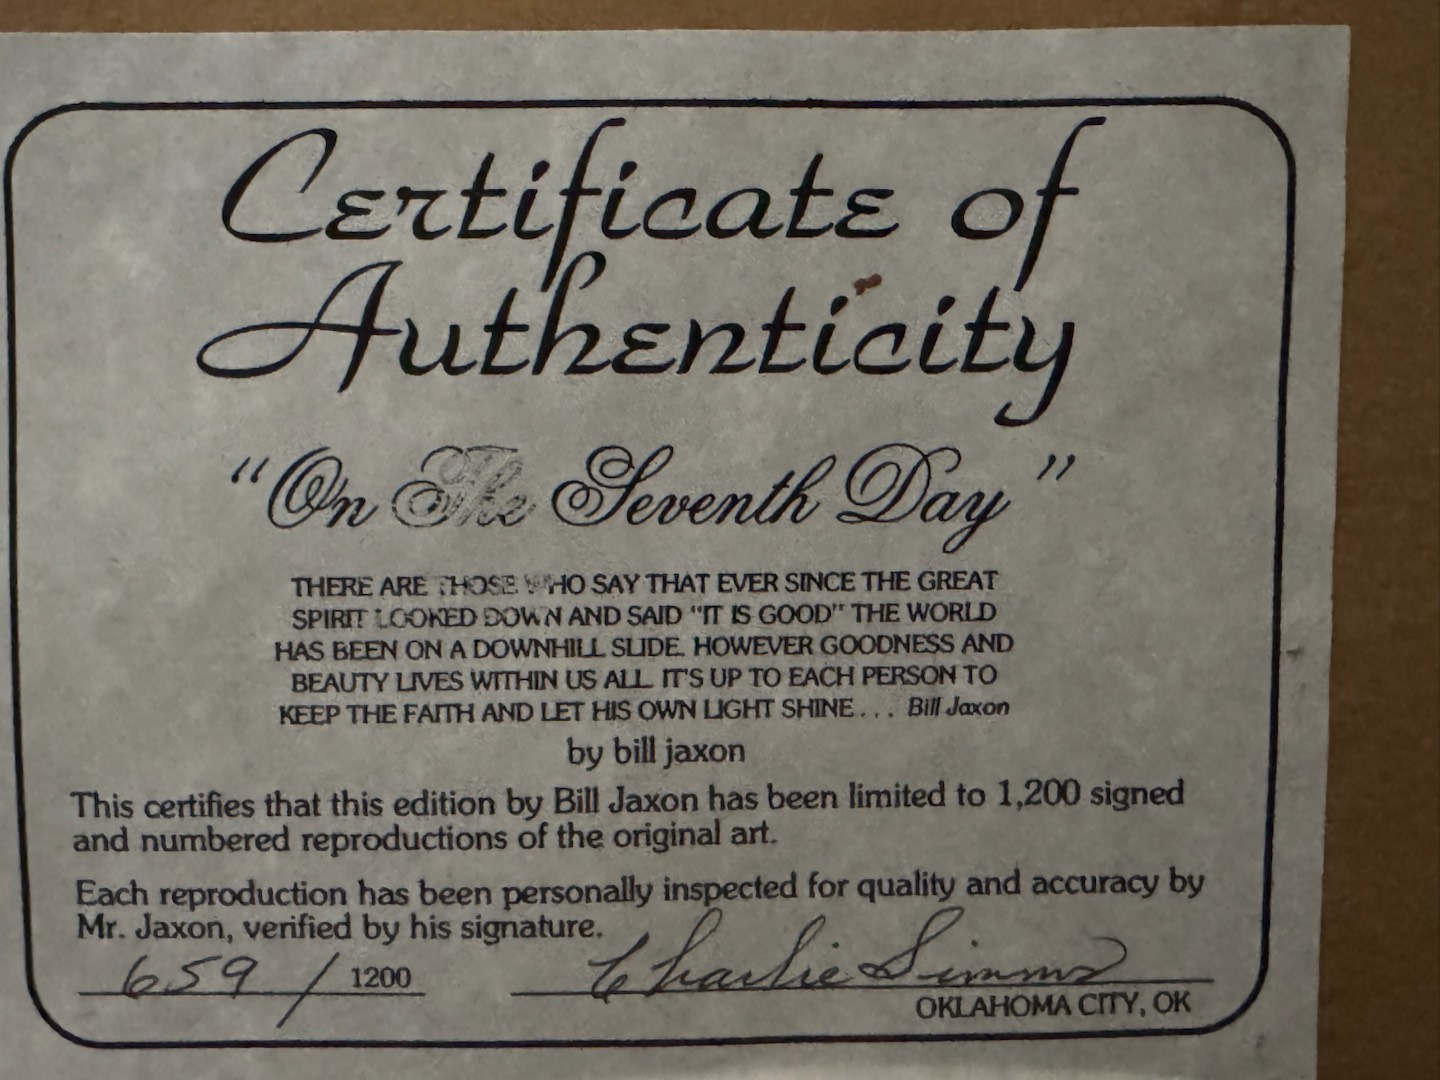 Certificate of
Authenticity
"On The Seventh Day"
THERE ARE THOSE WHO SAY THAT EVER SINCE THE GREAT
SPIRIT LOOKED DOWN AND SAID "IT IS GOOD" THE WORLD
HAS BEEN ON A DOWNHILL SLIDE. HOWEVER GOODNESS AND
BEAUTY LIVES WITHIN US ALL. IT'S UP TO EACH PERSON TO
KEEP THE FAITH AND LET HIS OWN LIGHT SHINE... Bill Jaxon
by bill jaxon
This certifies that this edition by Bill Jaxon has been limited to 1,200 signed
and numbered reproductions of the original art.
Each reproduction has been personally inspected for quality and accuracy by
Mr. Jaxon, verified by his signature.
659 / 1200 Charlie Simms
OKLAHOMA CITY, OK